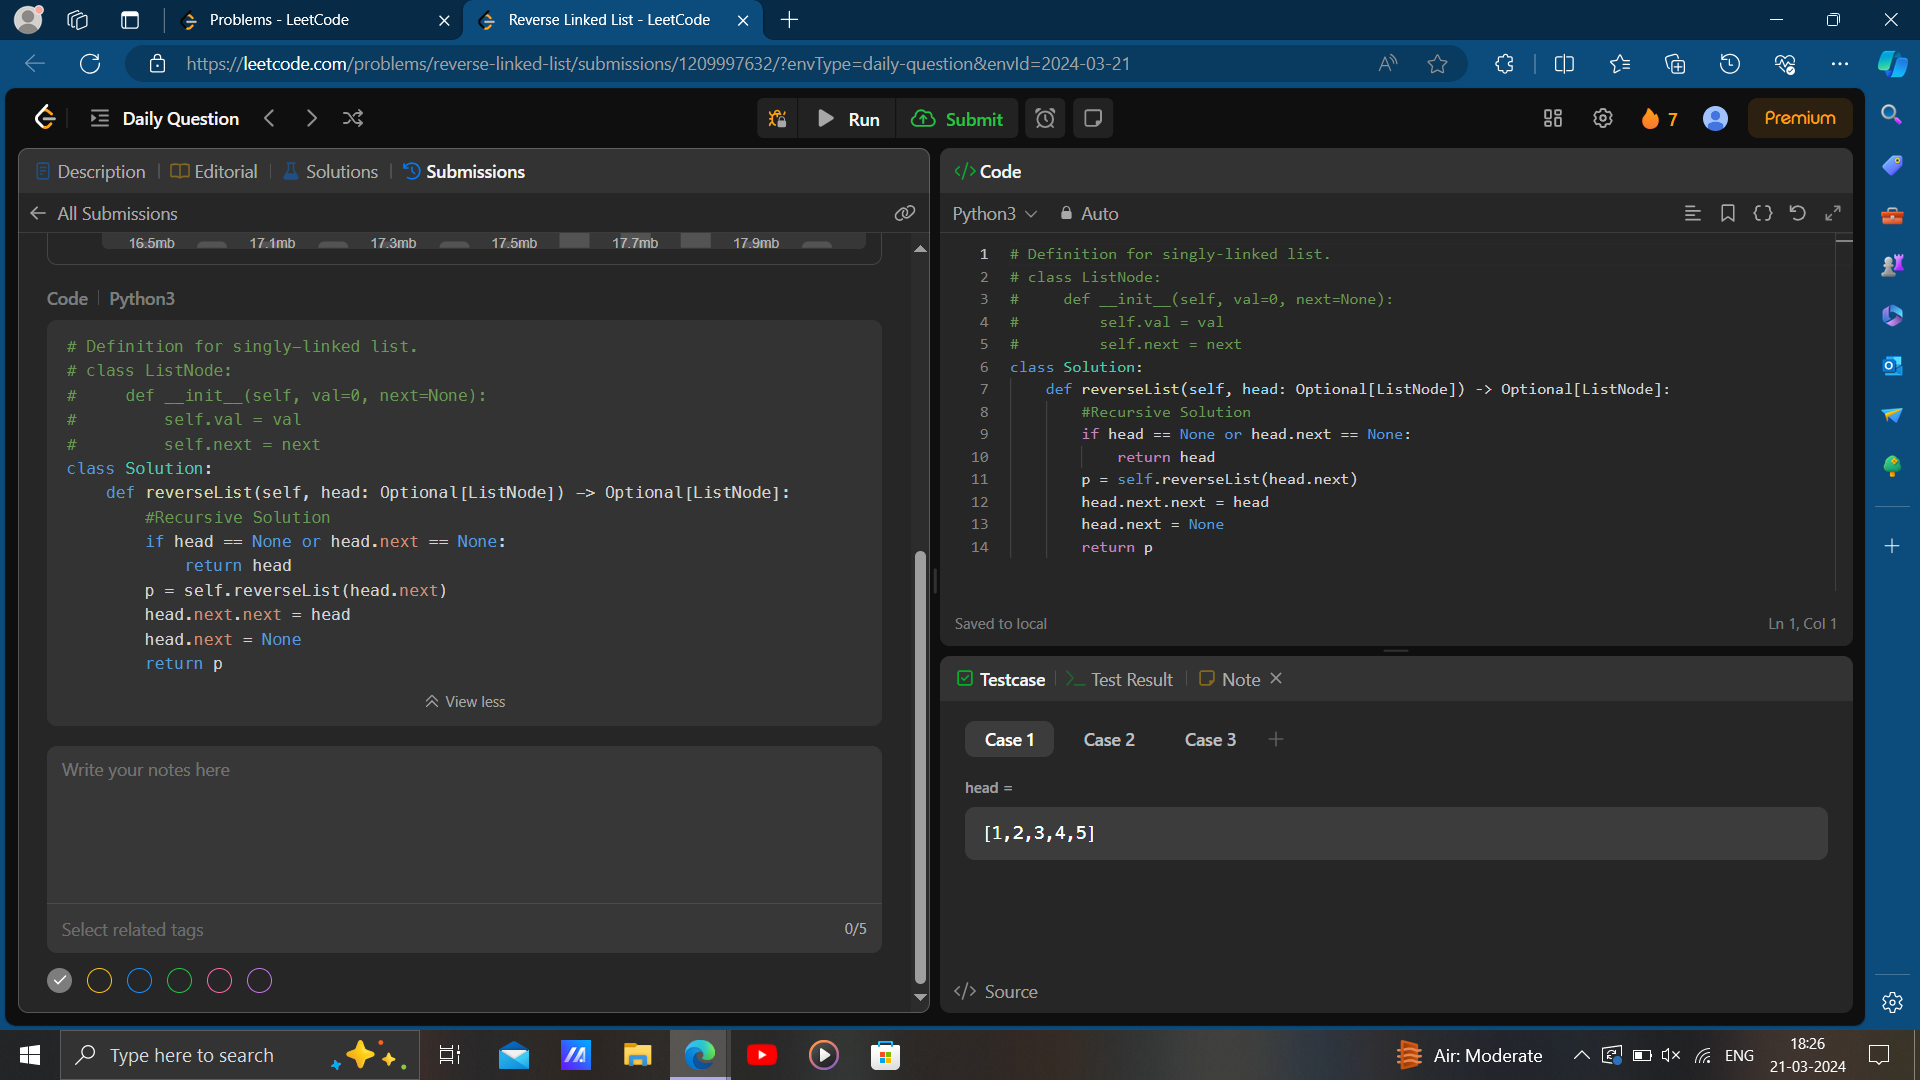 Problems - LeetCode
Reverse Linked List - LeetCode
https://leetcode.com/problems/reverse-linked-list/submissions/1209997632/?envType=daily-question&envId=2024-03-21
Daily Question
Run
Submit
7
Premium
Description
Editorial
Solutions
Submissions
All Submissions
16.5mb 17.1mb 17.3mb 17.5mb 17.7mb 17.9mb
Code
Python3
# Definition for singly-linked list.
# class ListNode:
#     def __init__(self, val=0, next=None):
#         self.val = val
#         self.next = next
class Solution:
    def reverseList(self, head: Optional[ListNode]) -> Optional[ListNode]:
        #Recursive Solution
        if head == None or head.next == None:
            return head
        p = self.reverseList(head.next)
        head.next.next = head
        head.next = None
        return p
View less
Write your notes here
Select related tags
0/5
</> Code
Python3
Auto
1 # Definition for singly-linked list.
2 # class ListNode:
3 #     def __init__(self, val=0, next=None):
4 #         self.val = val
5 #         self.next = next
6 class Solution:
7     def reverseList(self, head: Optional[ListNode]) -> Optional[ListNode]:
8         #Recursive Solution
9         if head == None or head.next == None:
10             return head
11         p = self.reverseList(head.next)
12         head.next.next = head
13         head.next = None
14         return p
Saved to local
Ln 1, Col 1
Testcase
Test Result
Note
Case 1
Case 2
Case 3
head =
[1,2,3,4,5]
</> Source
Type here to search
Air: Moderate
ENG
18:26
21-03-2024